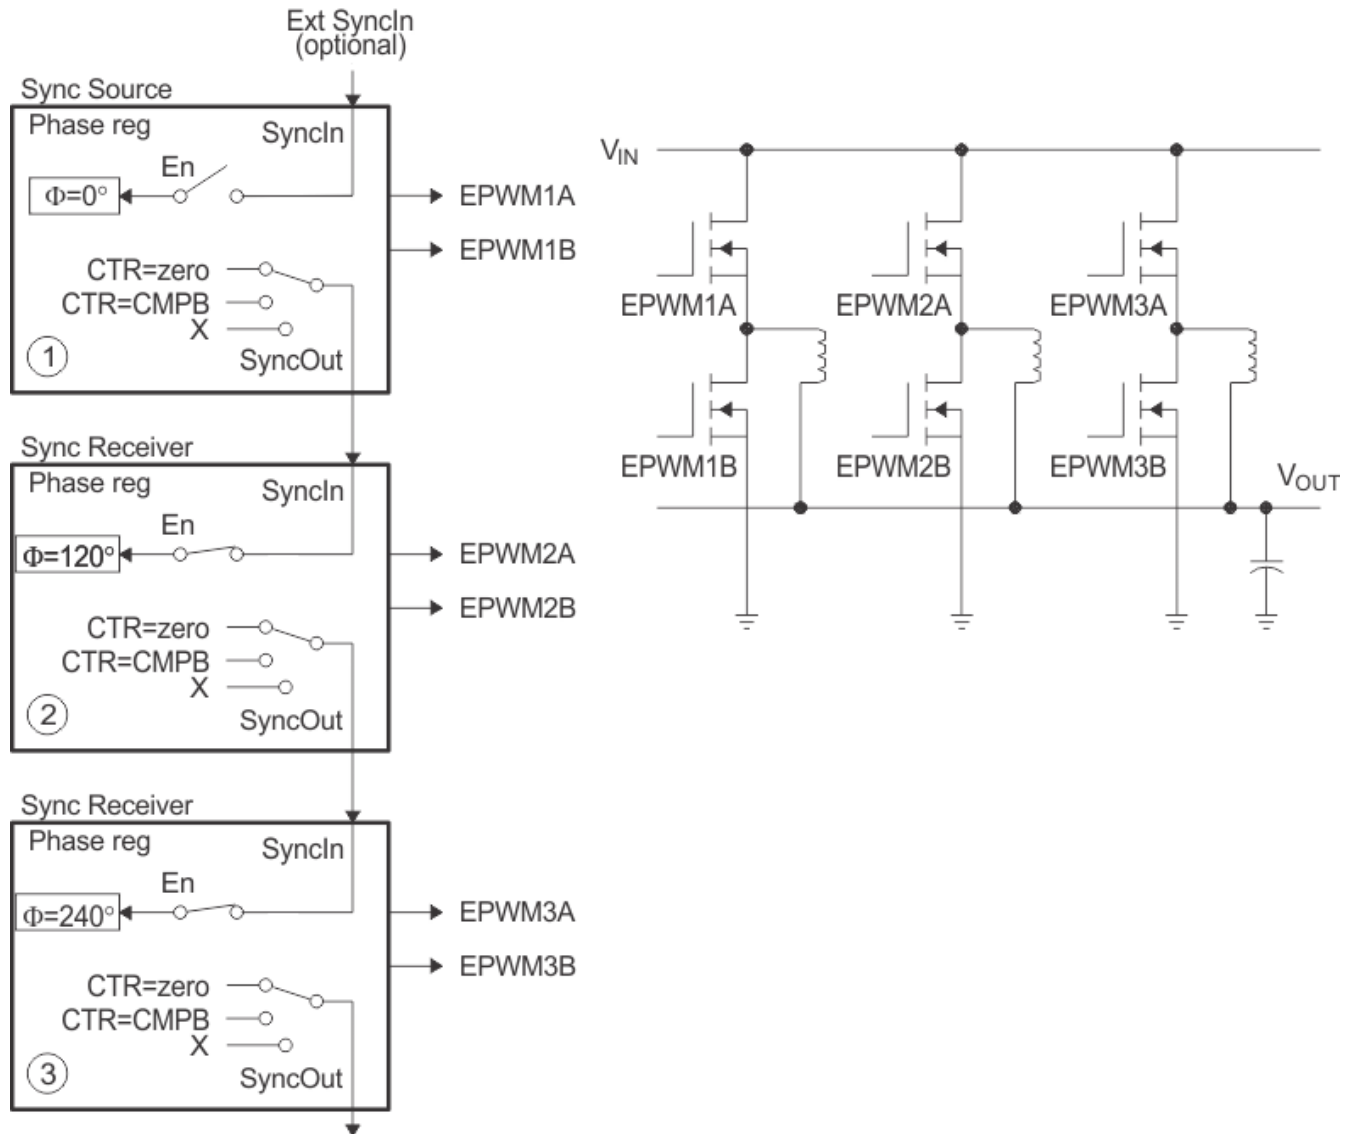 Ext SyncIn
(optional)
Sync Source
Phase reg
SyncIn
En
Φ=0°
EPWM1A
EPWM1B
CTR=zero
CTR=CMPB
X
SyncOut
1
Sync Receiver
Phase reg
SyncIn
En
Φ=120°
EPWM2A
EPWM2B
CTR=zero
CTR=CMPB
X
SyncOut
2
Sync Receiver
Phase reg
SyncIn
En
Φ=240°
EPWM3A
EPWM3B
CTR=zero
CTR=CMPB
X
SyncOut
3
VIN
EPWM1A EPWM2A EPWM3A
EPWM1B EPWM2B EPWM3B
VOUT